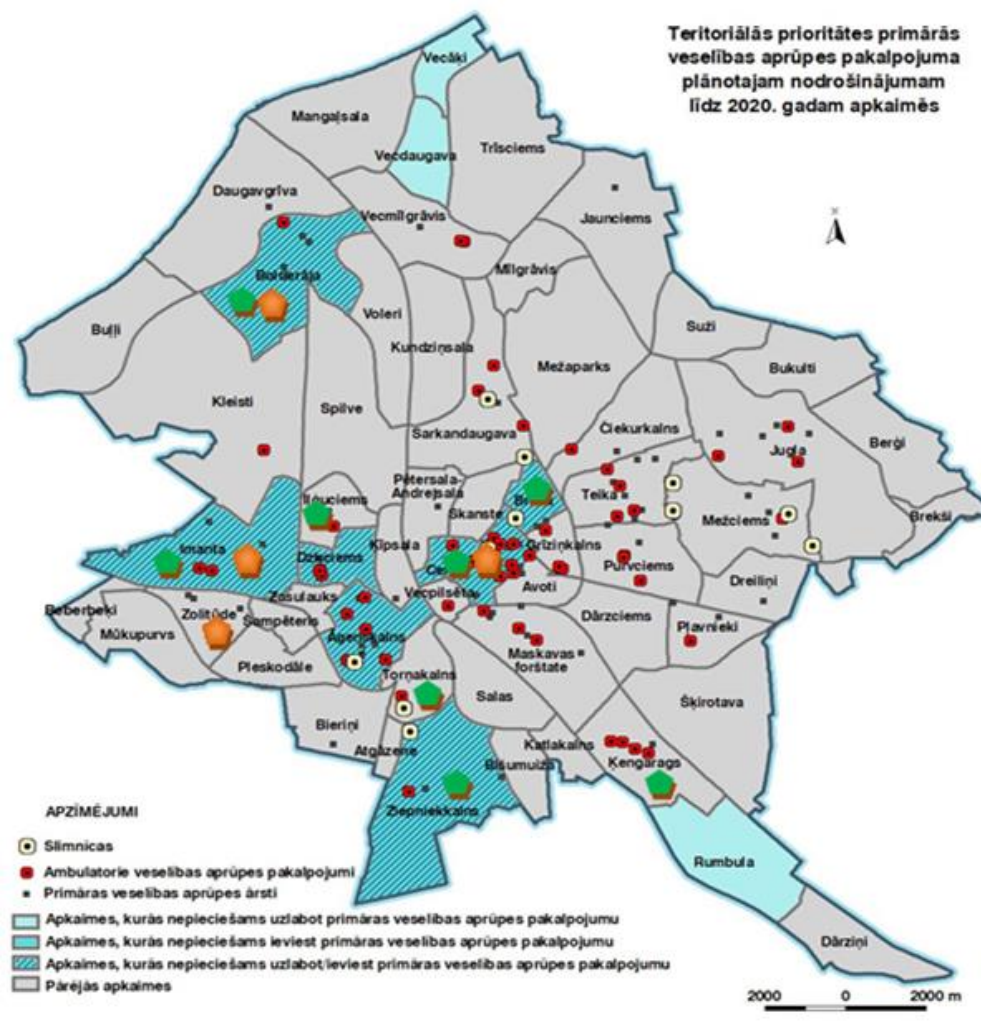 Teritoriālās prioritātes primārās
veselības aprūpes pakalpojuma
plānotajam nodrošinājumam
līdz 2020. gadam apkaimēs
Vecāķi
Mangaļsala
Vecdaugava
Trīsciems
Daugavgrīva
Vecmīlgrāvis
Jaunciems
Mīlgrāvis
Bolderāja
Voleri
Buļļi
Suži
Kundziņsala
Mežaparks
Bukulti
Kleisti
Spilve
Sarkandaugava
Čiekurkalns
Jugla
Berģi
Pētersala-
Andrejsala
Iļģuciems
Skanste
Teika
Mežciems
Brekši
Imanta
Dzirciems
Ķīpsala
Grīziņkalns
Purvciems
Avoti
Dreiliņi
Beberbeķi
Zasulauks
Vecpilsēta
Zolitūde
Šampēteris
Dārzciems
Pļavnieki
Mūkupurvs
Āgenskalns
Maskavas
forštate
Pleskodāle
Torņakalns
Salas
Šķirotava
Bieriņi
Atgāzene
Katlakalns
Bišumuiža
Ķengarags
Ziepniekkalns
Rumbula
Dārziņi
APZĪMĒJUMI
Slimnīcas
Ambulatorie veselības aprūpes pakalpojumi
Primāras veselības aprūpes ārsti
Apkaimes, kurās nepieciešams uzlabot primāras veselības aprūpes pakalpojumu
Apkaimes, kurās nepieciešams ieviest primāras veselības aprūpes pakalpojumu
Apkaimes, kurās nepieciešams uzlabot/ieviest primāras veselības aprūpes pakalpojumu
Pārējās apkaimes
2000 0 2000 m